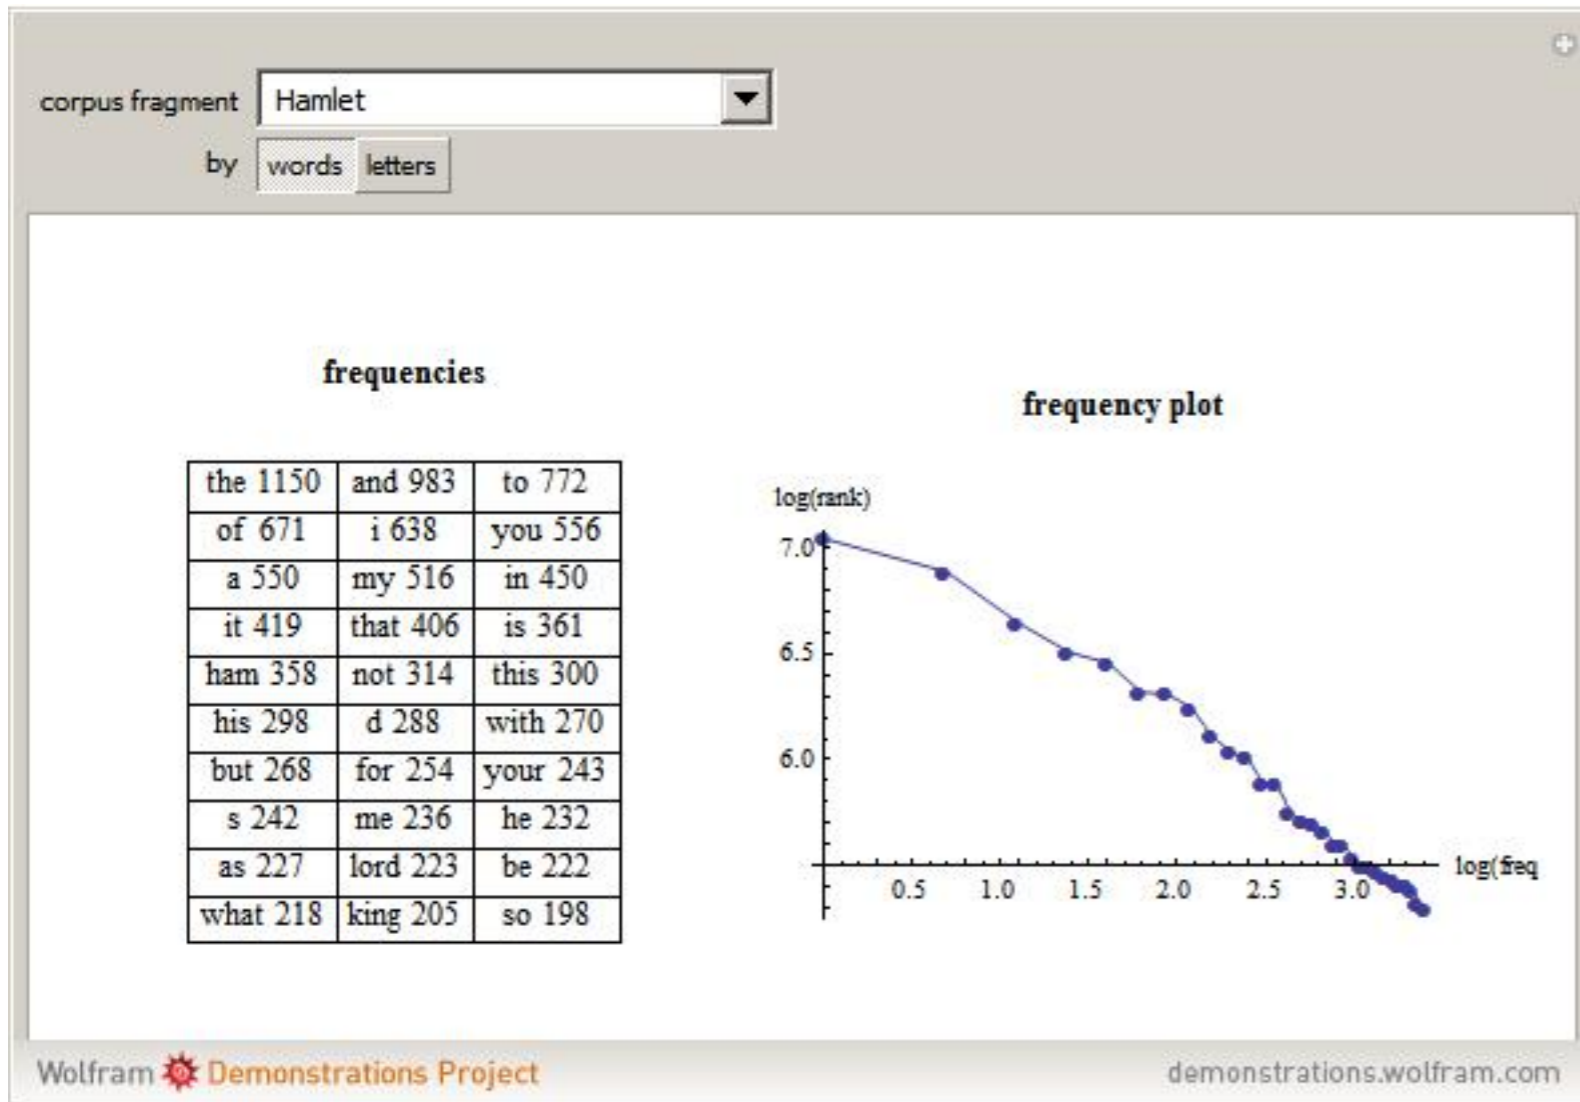 corpus fragment Hamlet
by words letters
frequencies
the 1150 and 983 to 772
of 671 i 638 you 556
a 550 my 516 in 450
it 419 that 406 is 361
ham 358 not 314 this 300
his 298 d 288 with 270
but 268 for 254 your 243
s 242 me 236 he 232
as 227 lord 223 be 222
what 218 king 205 so 198
frequency plot
log(rank)
7.0
6.5
6.0
0.5 1.0 1.5 2.0 2.5 3.0
log(freq
Wolfram Demonstrations Project
demonstrations.wolfram.com